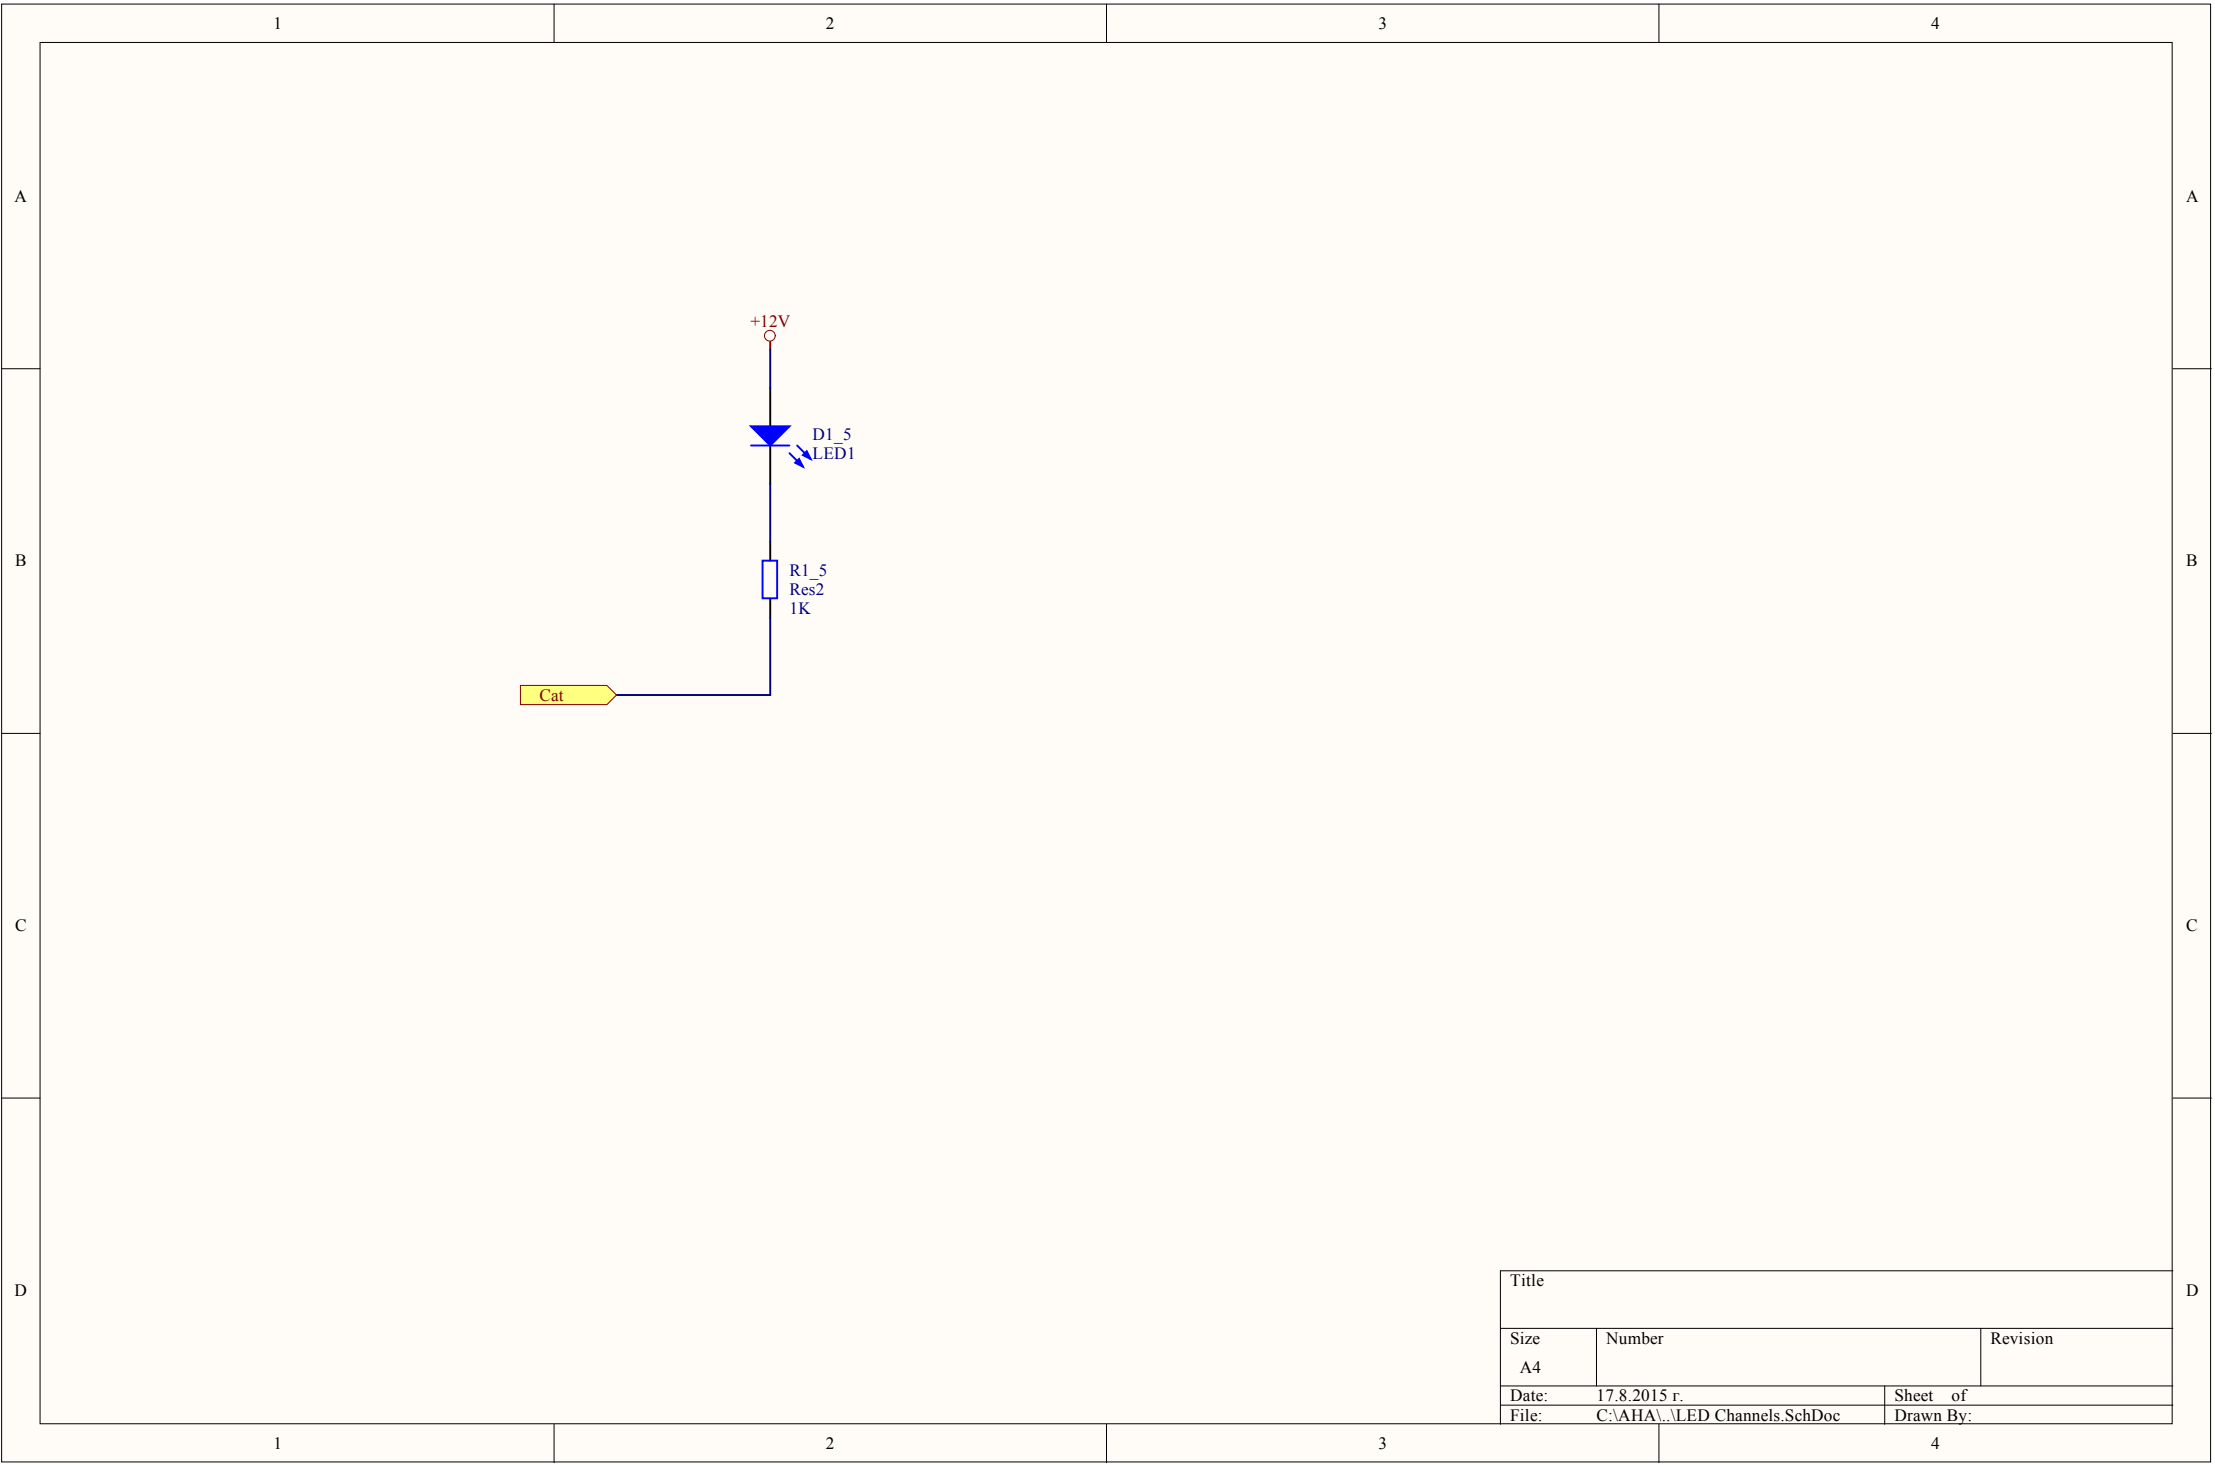 1 2 3 4
A A
+12V
D1_5
LED1
B B
R1_5
Res2
1K
Cat
C C
D D
Title
Size Number Revision
A4
Date: 17.8.2015 г. Sheet of
File: C:\AHA\..\LED Channels.SchDoc Drawn By:
1 2 3 4